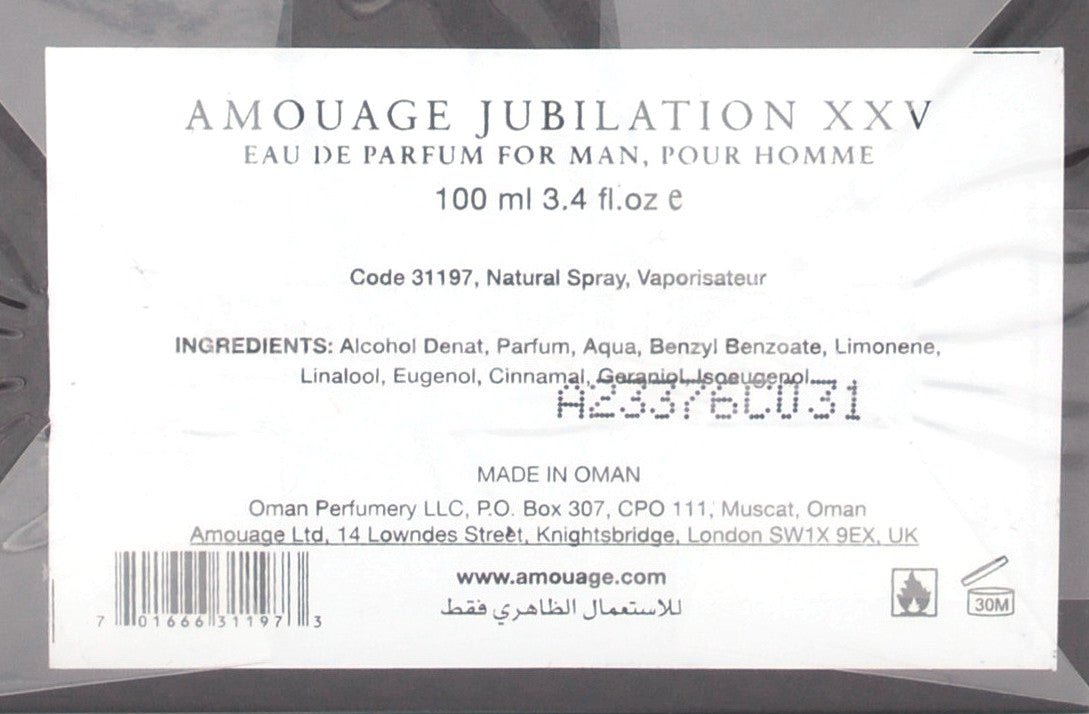 AMOUAGE JUBILATION XXV
EAU DE PARFUM FOR MAN, POUR HOMME
100 ml 3.4 fl.oz e
Code 31197, Natural Spray, Vaporisateur
INGREDIENTS: Alcohol Denat, Parfum, Aqua, Benzyl Benzoate, Limonene,
Linalool, Eugenol, Cinnamal, Geraniol, Isoeugenol
A23376C031
MADE IN OMAN
Oman Perfumery LLC, P.O. Box 307, CPO 111, Muscat, Oman
Amouage Ltd, 14 Lowndes Street, Knightsbridge, London SW1X 9EX, UK
www.amouage.com
للاستعمال الظاهري فقط
7 01666 31197 3
30M